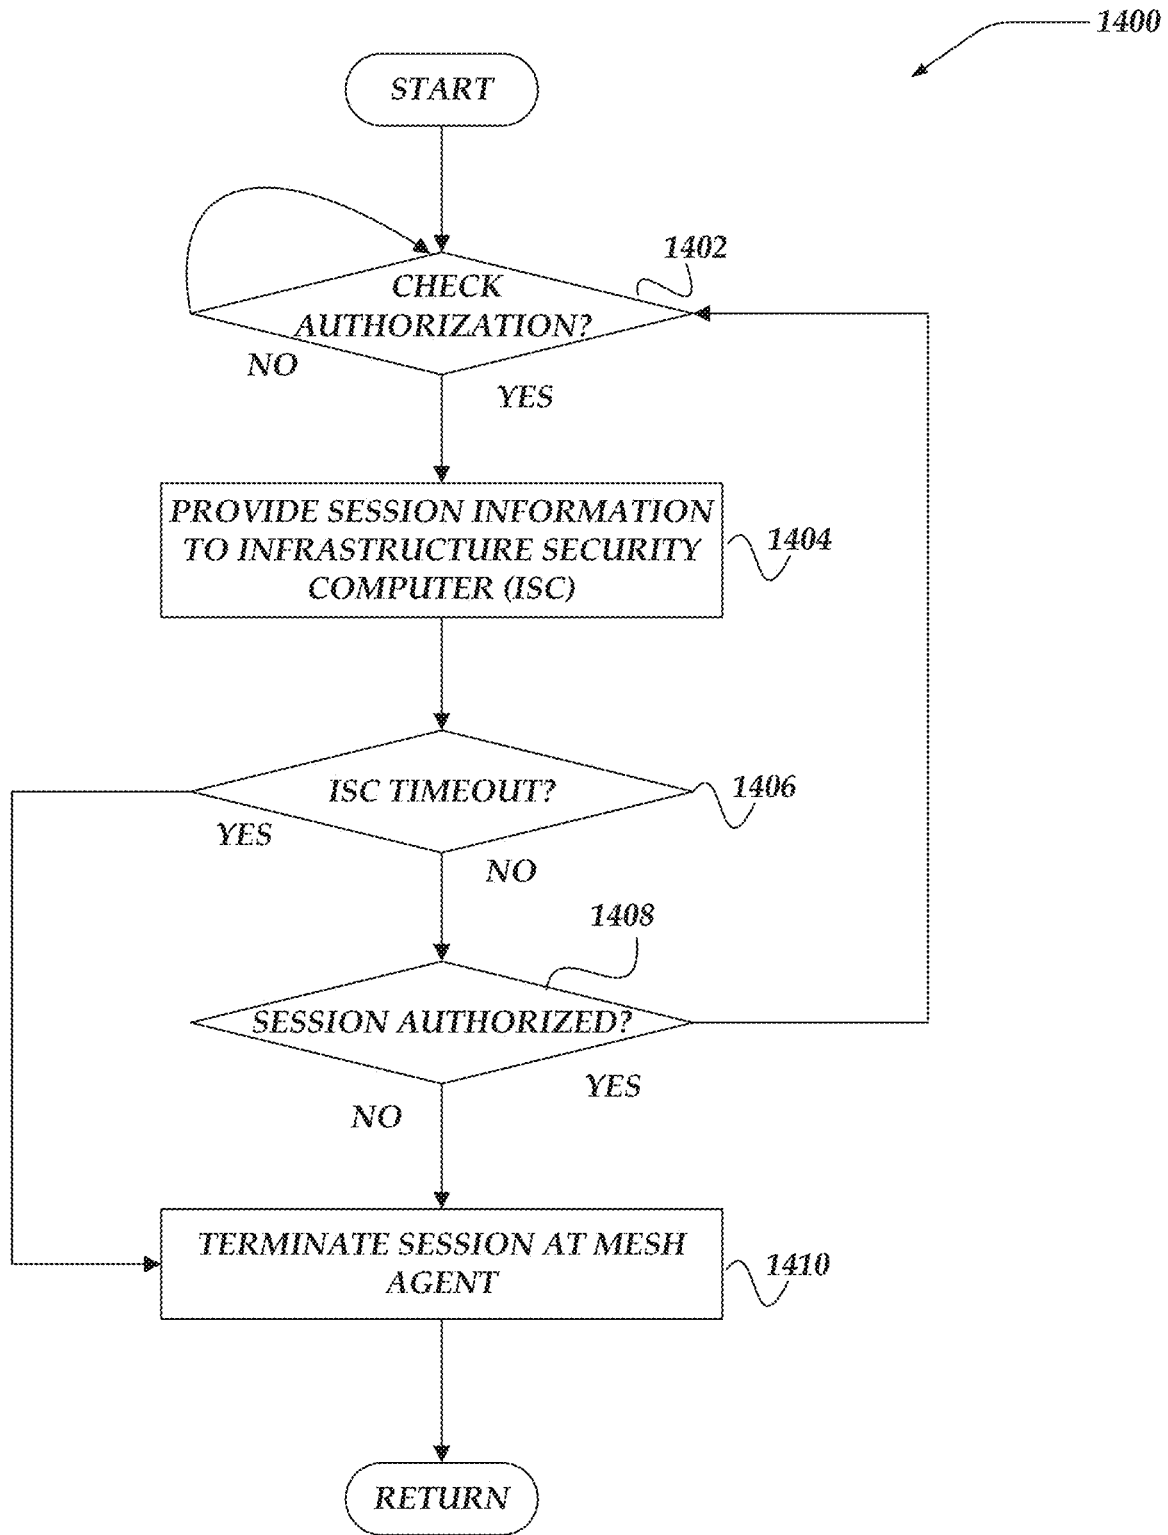 1400
START
1402
CHECK
AUTHORIZATION?
NO
YES
PROVIDE SESSION INFORMATION
TO INFRASTRUCTURE SECURITY
COMPUTER (ISC)
1404
ISC TIMEOUT?
1406
YES
NO
1408
SESSION AUTHORIZED?
YES
NO
TERMINATE SESSION AT MESH
AGENT
1410
RETURN